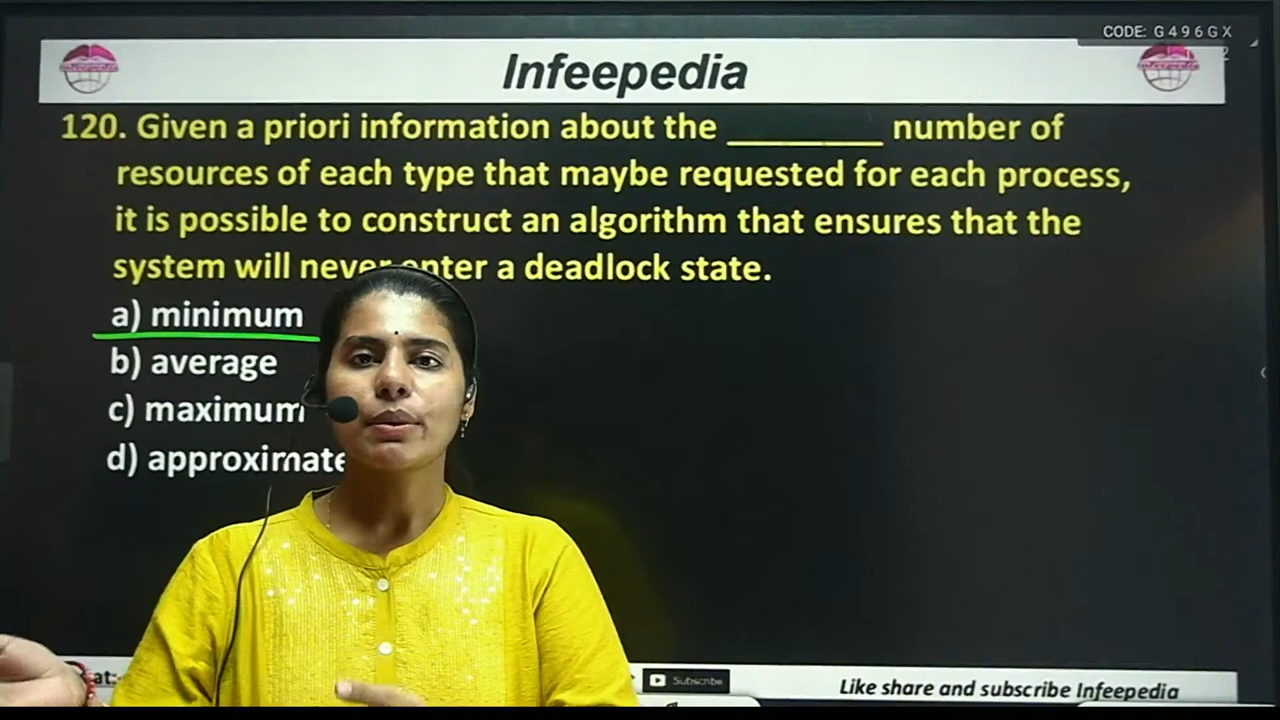 CODE: G496GX
Infeepedia
120. Given a priori information about the ________ number of
resources of each type that maybe requested for each process,
it is possible to construct an algorithm that ensures that the
system will never enter a deadlock state.
a) minimum
b) average
c) maximum
d) approximate
at:-
Subscribe
Like share and subscribe Infeepedia